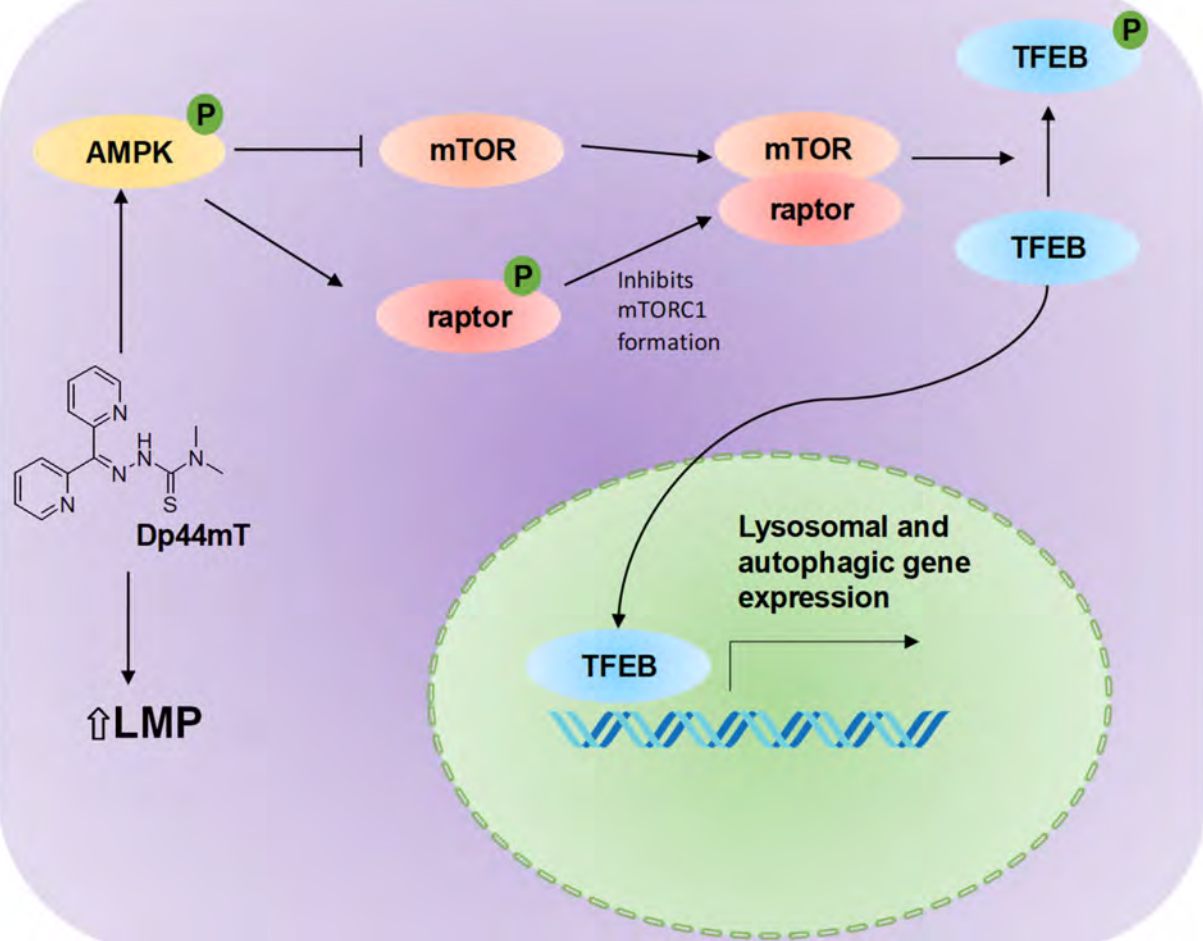 P
TFEB
P
AMPK
mTOR
mTOR
raptor
TFEB
P
raptor
Inhibits
mTORC1
formation
N
H
N
N
N
N
S
Dp44mT
Lysosomal and
autophagic gene
expression
TFEB
⇧LMP